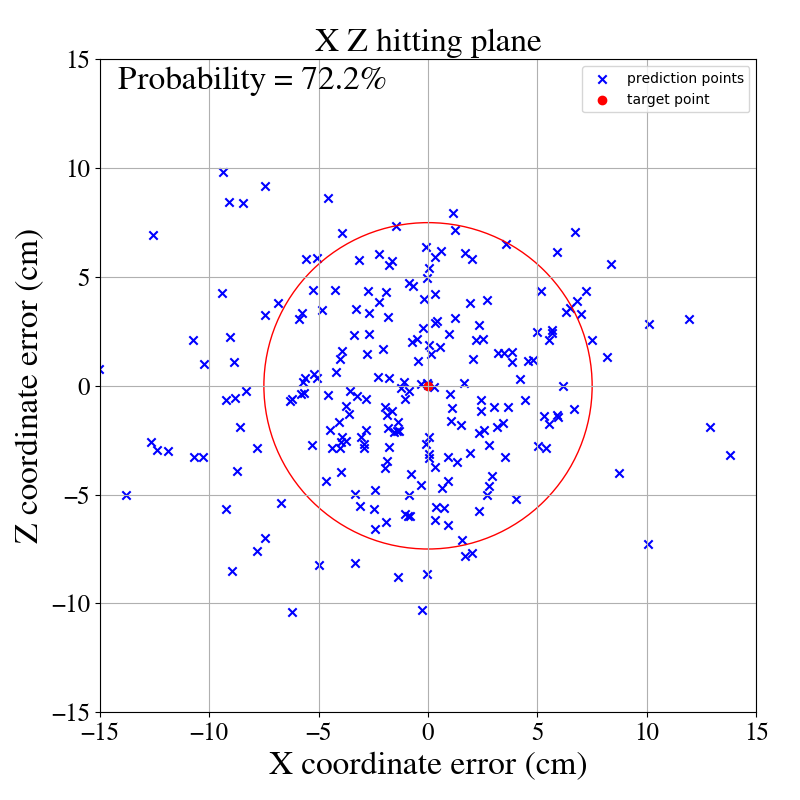 X Z hitting plane
Probability = 72.2%
prediction points
target point
Z coordinate error (cm)
15
10
5
0
−5
−10
−15
−15 −10 −5 0 5 10 15
X coordinate error (cm)